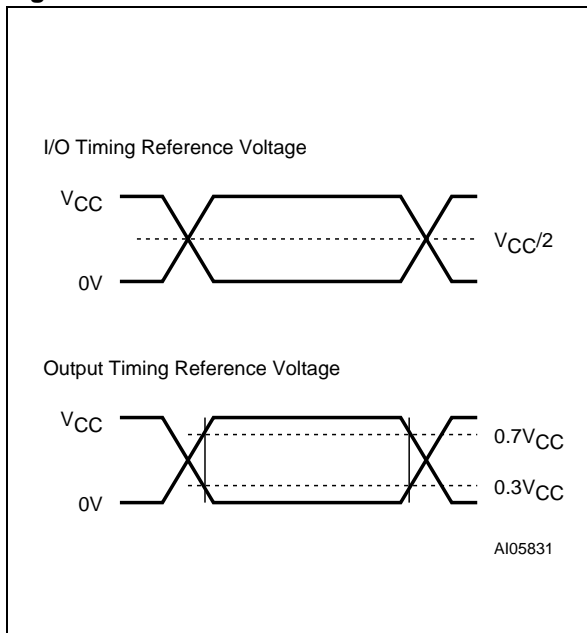 I/O Timing Reference Voltage
VCC
VCC/2
0V
Output Timing Reference Voltage
VCC
0.7VCC
0.3VCC
0V
AI05831